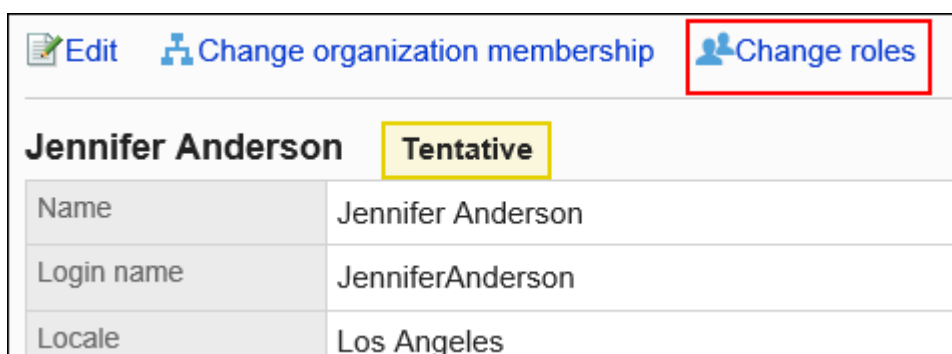 Edit Change organization membership Change roles
Jennifer Anderson Tentative
Name Jennifer Anderson
Login name JenniferAnderson
Locale Los Angeles